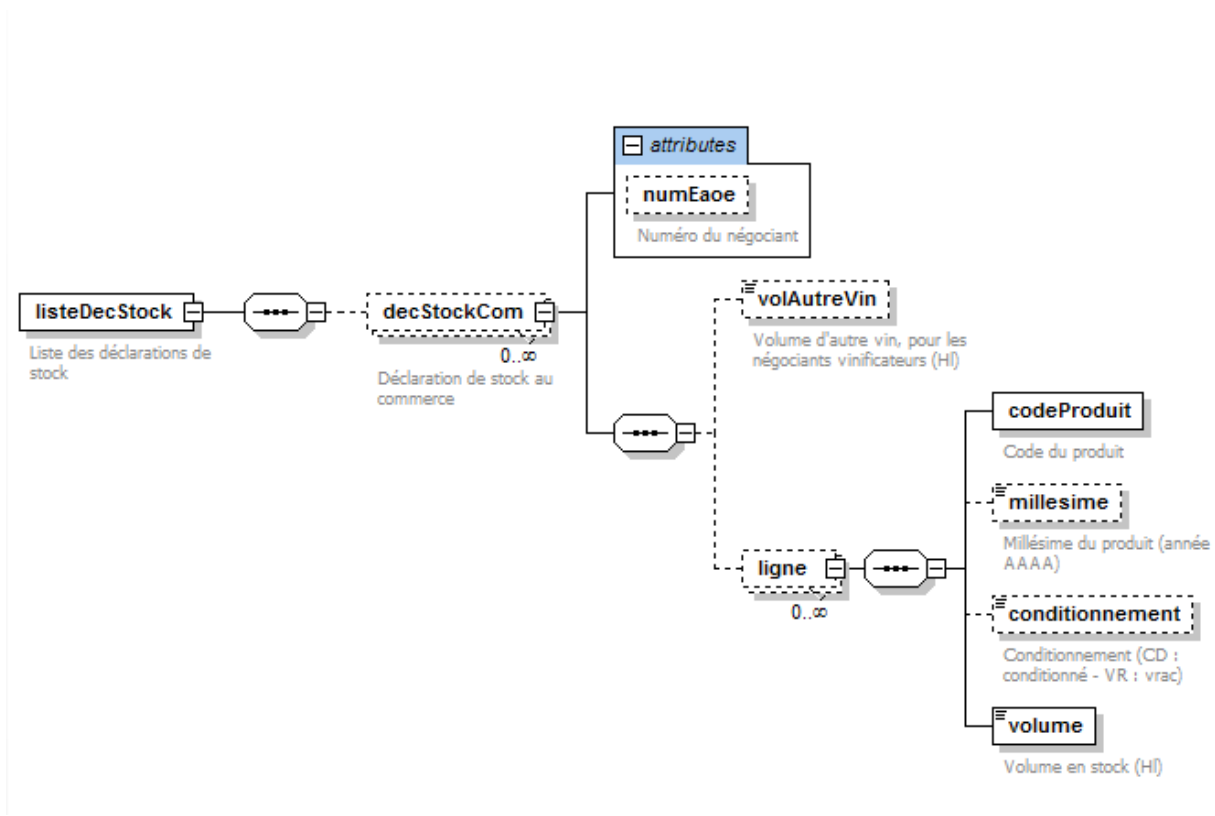 attributes
numEaoe
Numéro du négociant
listeDecStock
Liste des déclarations de
stock
decStockCom
0..∞
Déclaration de stock au
commerce
volAutreVin
Volume d'autre vin, pour les
négociants vinificateurs (Hl)
ligne
0..∞
codeProduit
Code du produit
millesime
Millésime du produit (année
AAAA)
conditionnement
Conditionnement (CD :
conditionné - VR : vrac)
volume
Volume en stock (Hl)